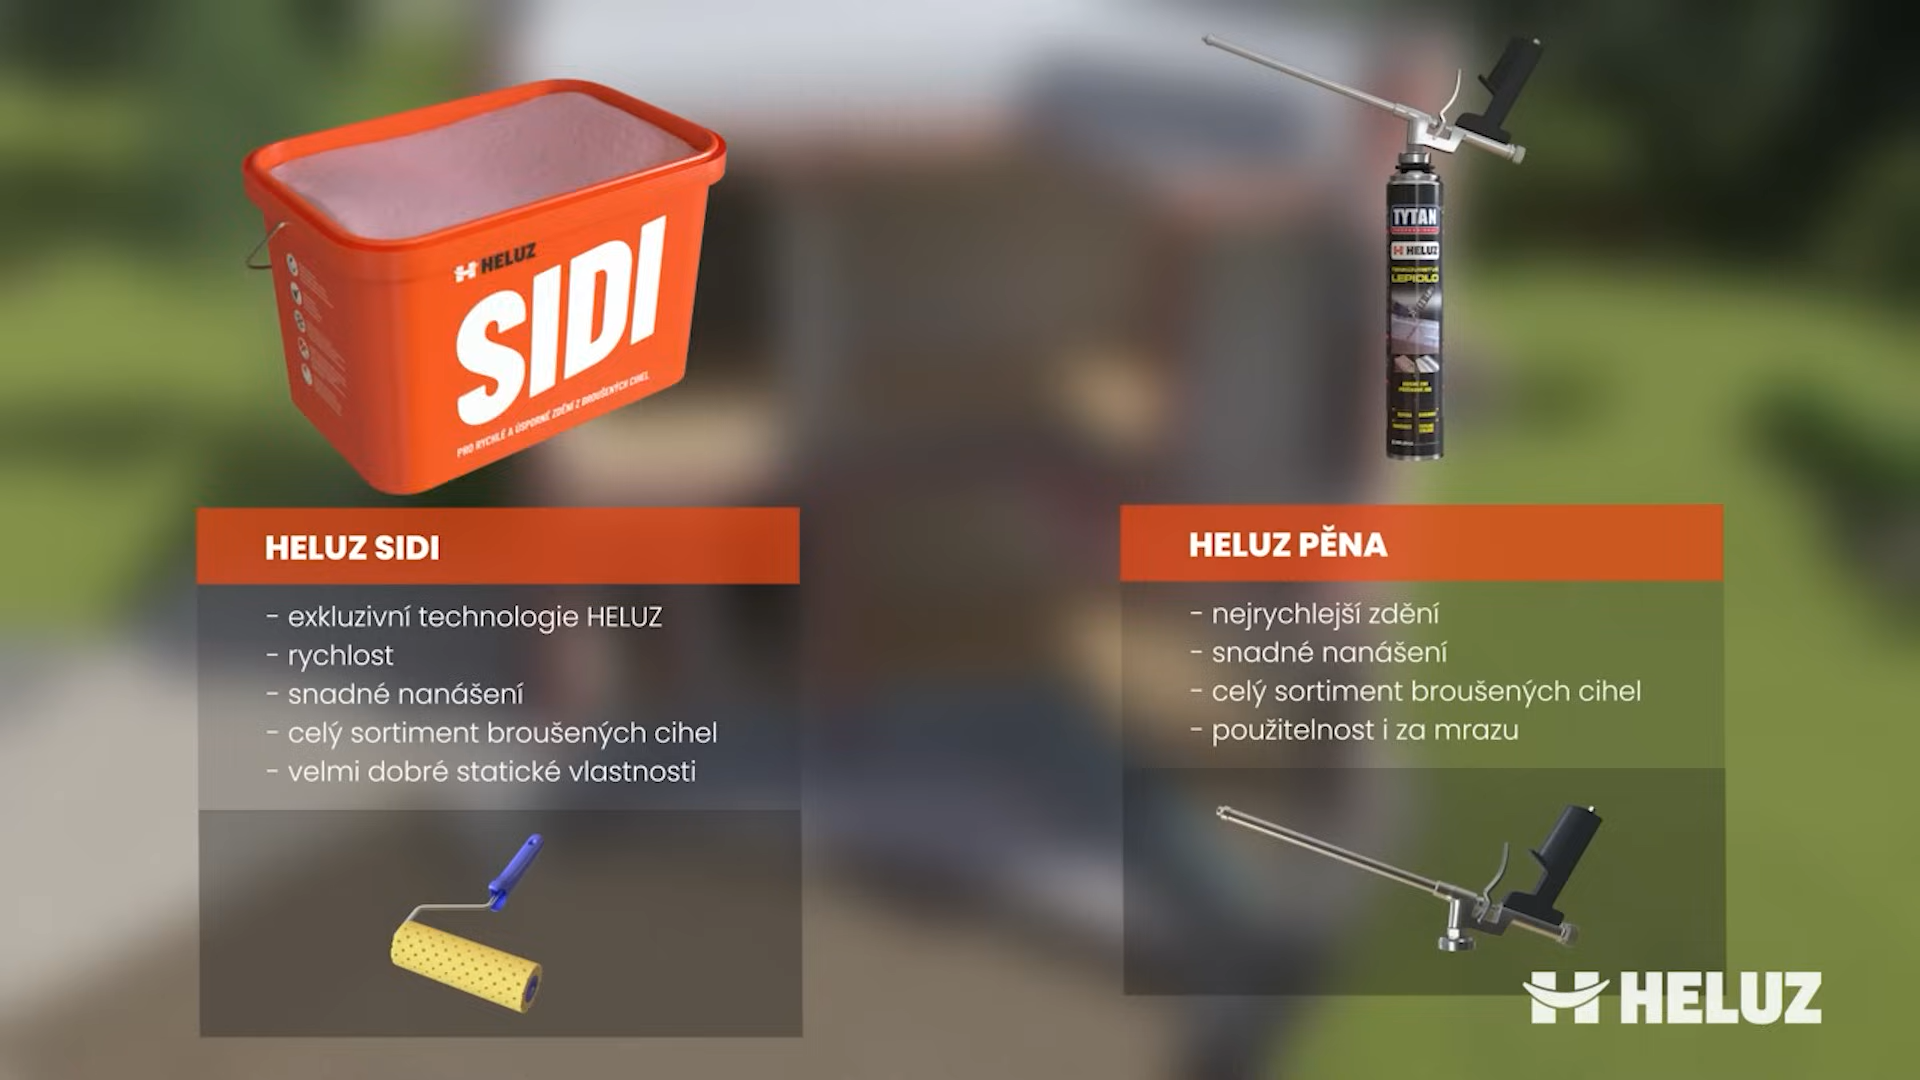 HELUZ
SIDI
PRO RYCHLÉ A ÚSPORNÉ ZDĚNÍ Z BROUŠENÝCH CIHEL
TYTAN
HELUZ
LEPIDLO
HELUZ SIDI
- exkluzivní technologie HELUZ
- rychlost
- snadné nanášení
- celý sortiment broušených cihel
- velmi dobré statické vlastnosti
HELUZ PĚNA
- nejrychlejší zdění
- snadné nanášení
- celý sortiment broušených cihel
- použitelnost i za mrazu
HELUZ